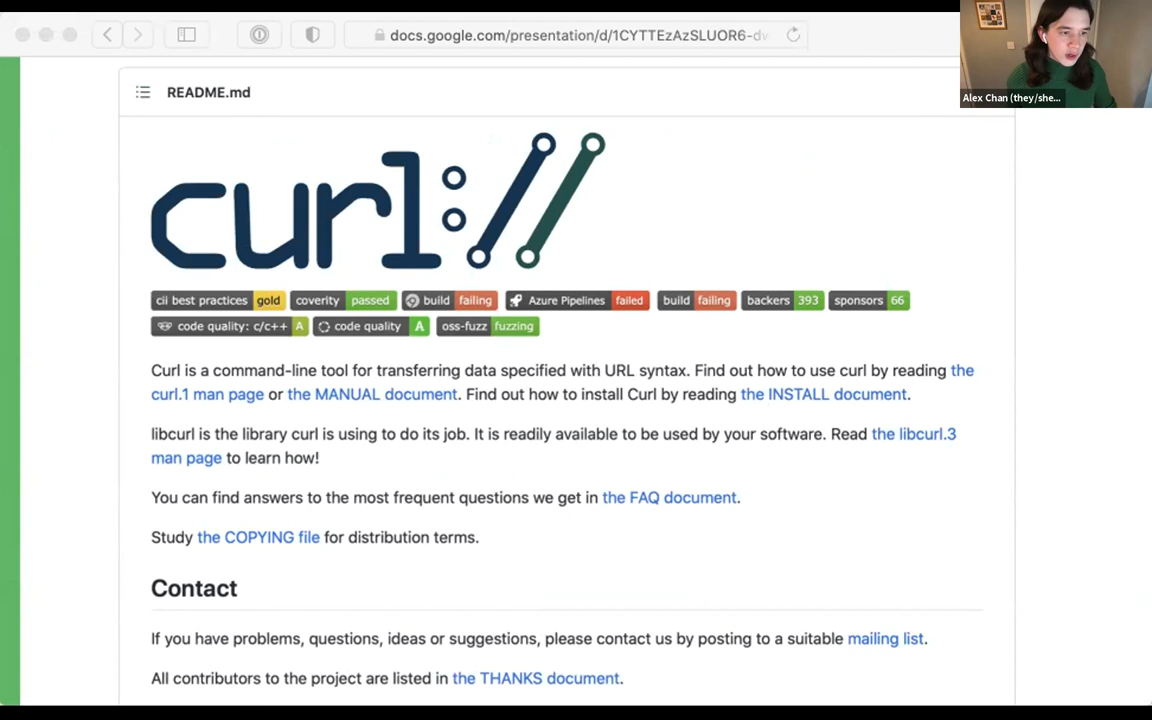 docs.google.com/presentation/d/1CYTTEzAzSLUOR6-dw
Alex Chan (they/she...
README.md
curl://
cii best practices gold coverity passed build failing Azure Pipelines failed build failing backers 393 sponsors 66
code quality: c/c++ A code quality A oss-fuzz fuzzing
Curl is a command-line tool for transferring data specified with URL syntax. Find out how to use curl by reading the
curl.1 man page or the MANUAL document. Find out how to install Curl by reading the INSTALL document.
libcurl is the library curl is using to do its job. It is readily available to be used by your software. Read the libcurl.3
man page to learn how!
You can find answers to the most frequent questions we get in the FAQ document.
Study the COPYING file for distribution terms.
Contact
If you have problems, questions, ideas or suggestions, please contact us by posting to a suitable mailing list.
All contributors to the project are listed in the THANKS document.